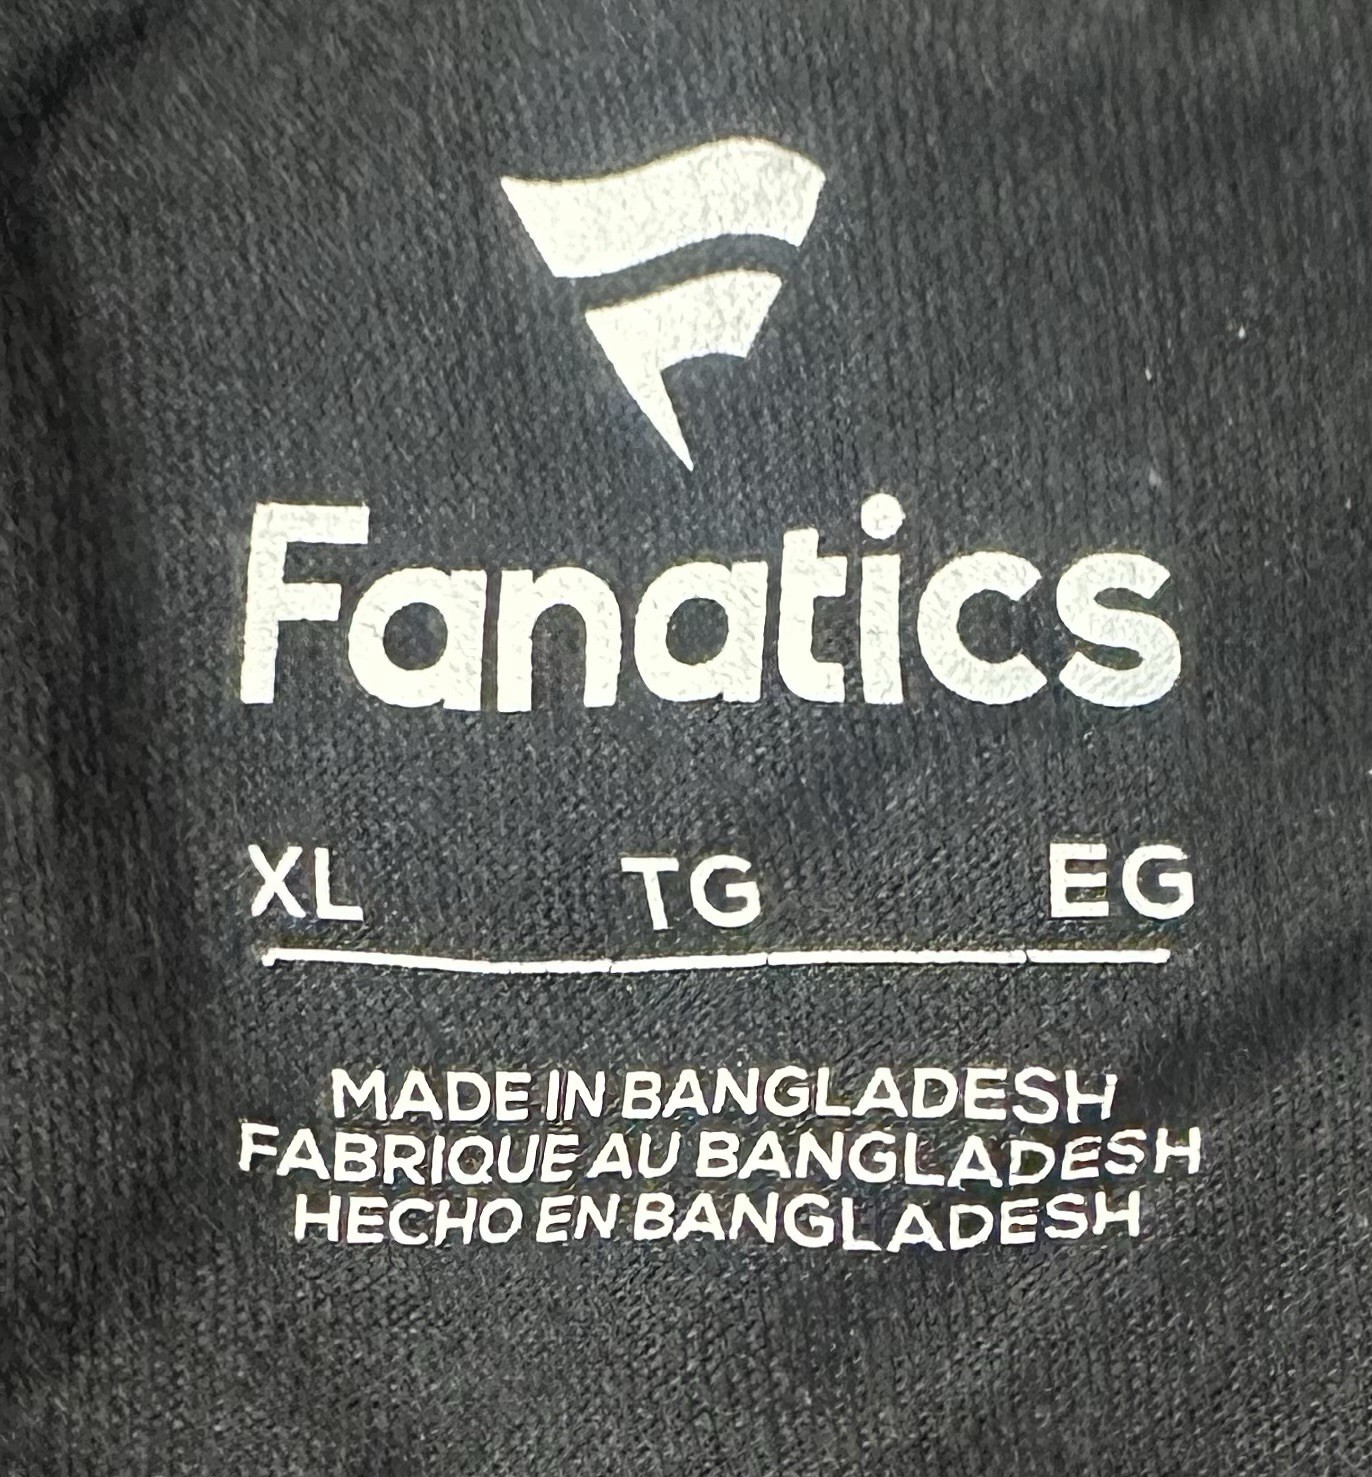 Fanatics
XL TG EG
MADE IN BANGLADESH
FABRIQUE AU BANGLADESH
HECHO EN BANGLADESH